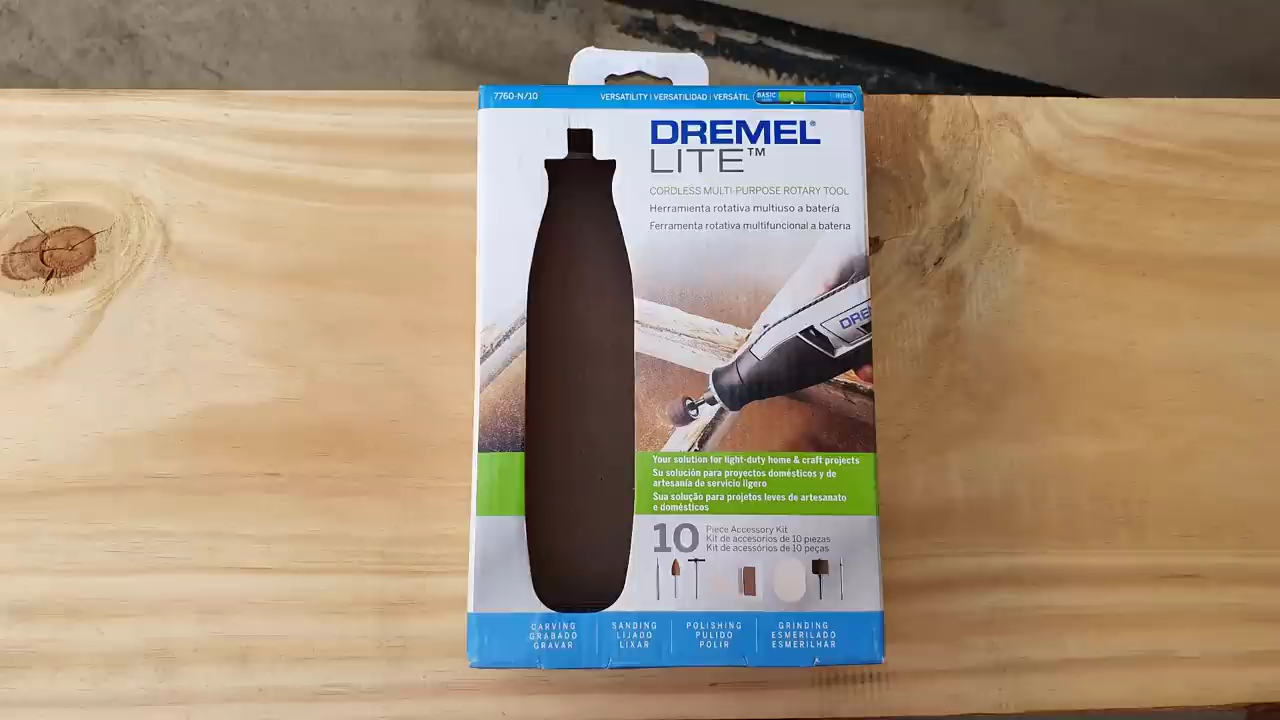 7760-N/10
VERSATILITY | VERSATILIDAD | VERSÁTIL
BASIC
DREMEL®
LITE™
CORDLESS MULTI-PURPOSE ROTARY TOOL
Herramienta rotativa multiuso a batería
Ferramenta rotativa multifuncional a bateria
DREM
Your solution for light-duty home & craft projects
Su solución para proyectos domésticos y de
artesanía de servicio ligero
Sua solução para projetos leves de artesanato
e domésticos
10
Piece Accessory Kit
Kit de accesorios de 10 piezas
Kit de acessórios de 10 peças
CARVING
GRABADO
GRAVAR
SANDING
LIJADO
LIXAR
POLISHING
PULIDO
POLIR
GRINDING
ESMERILADO
ESMERILHAR